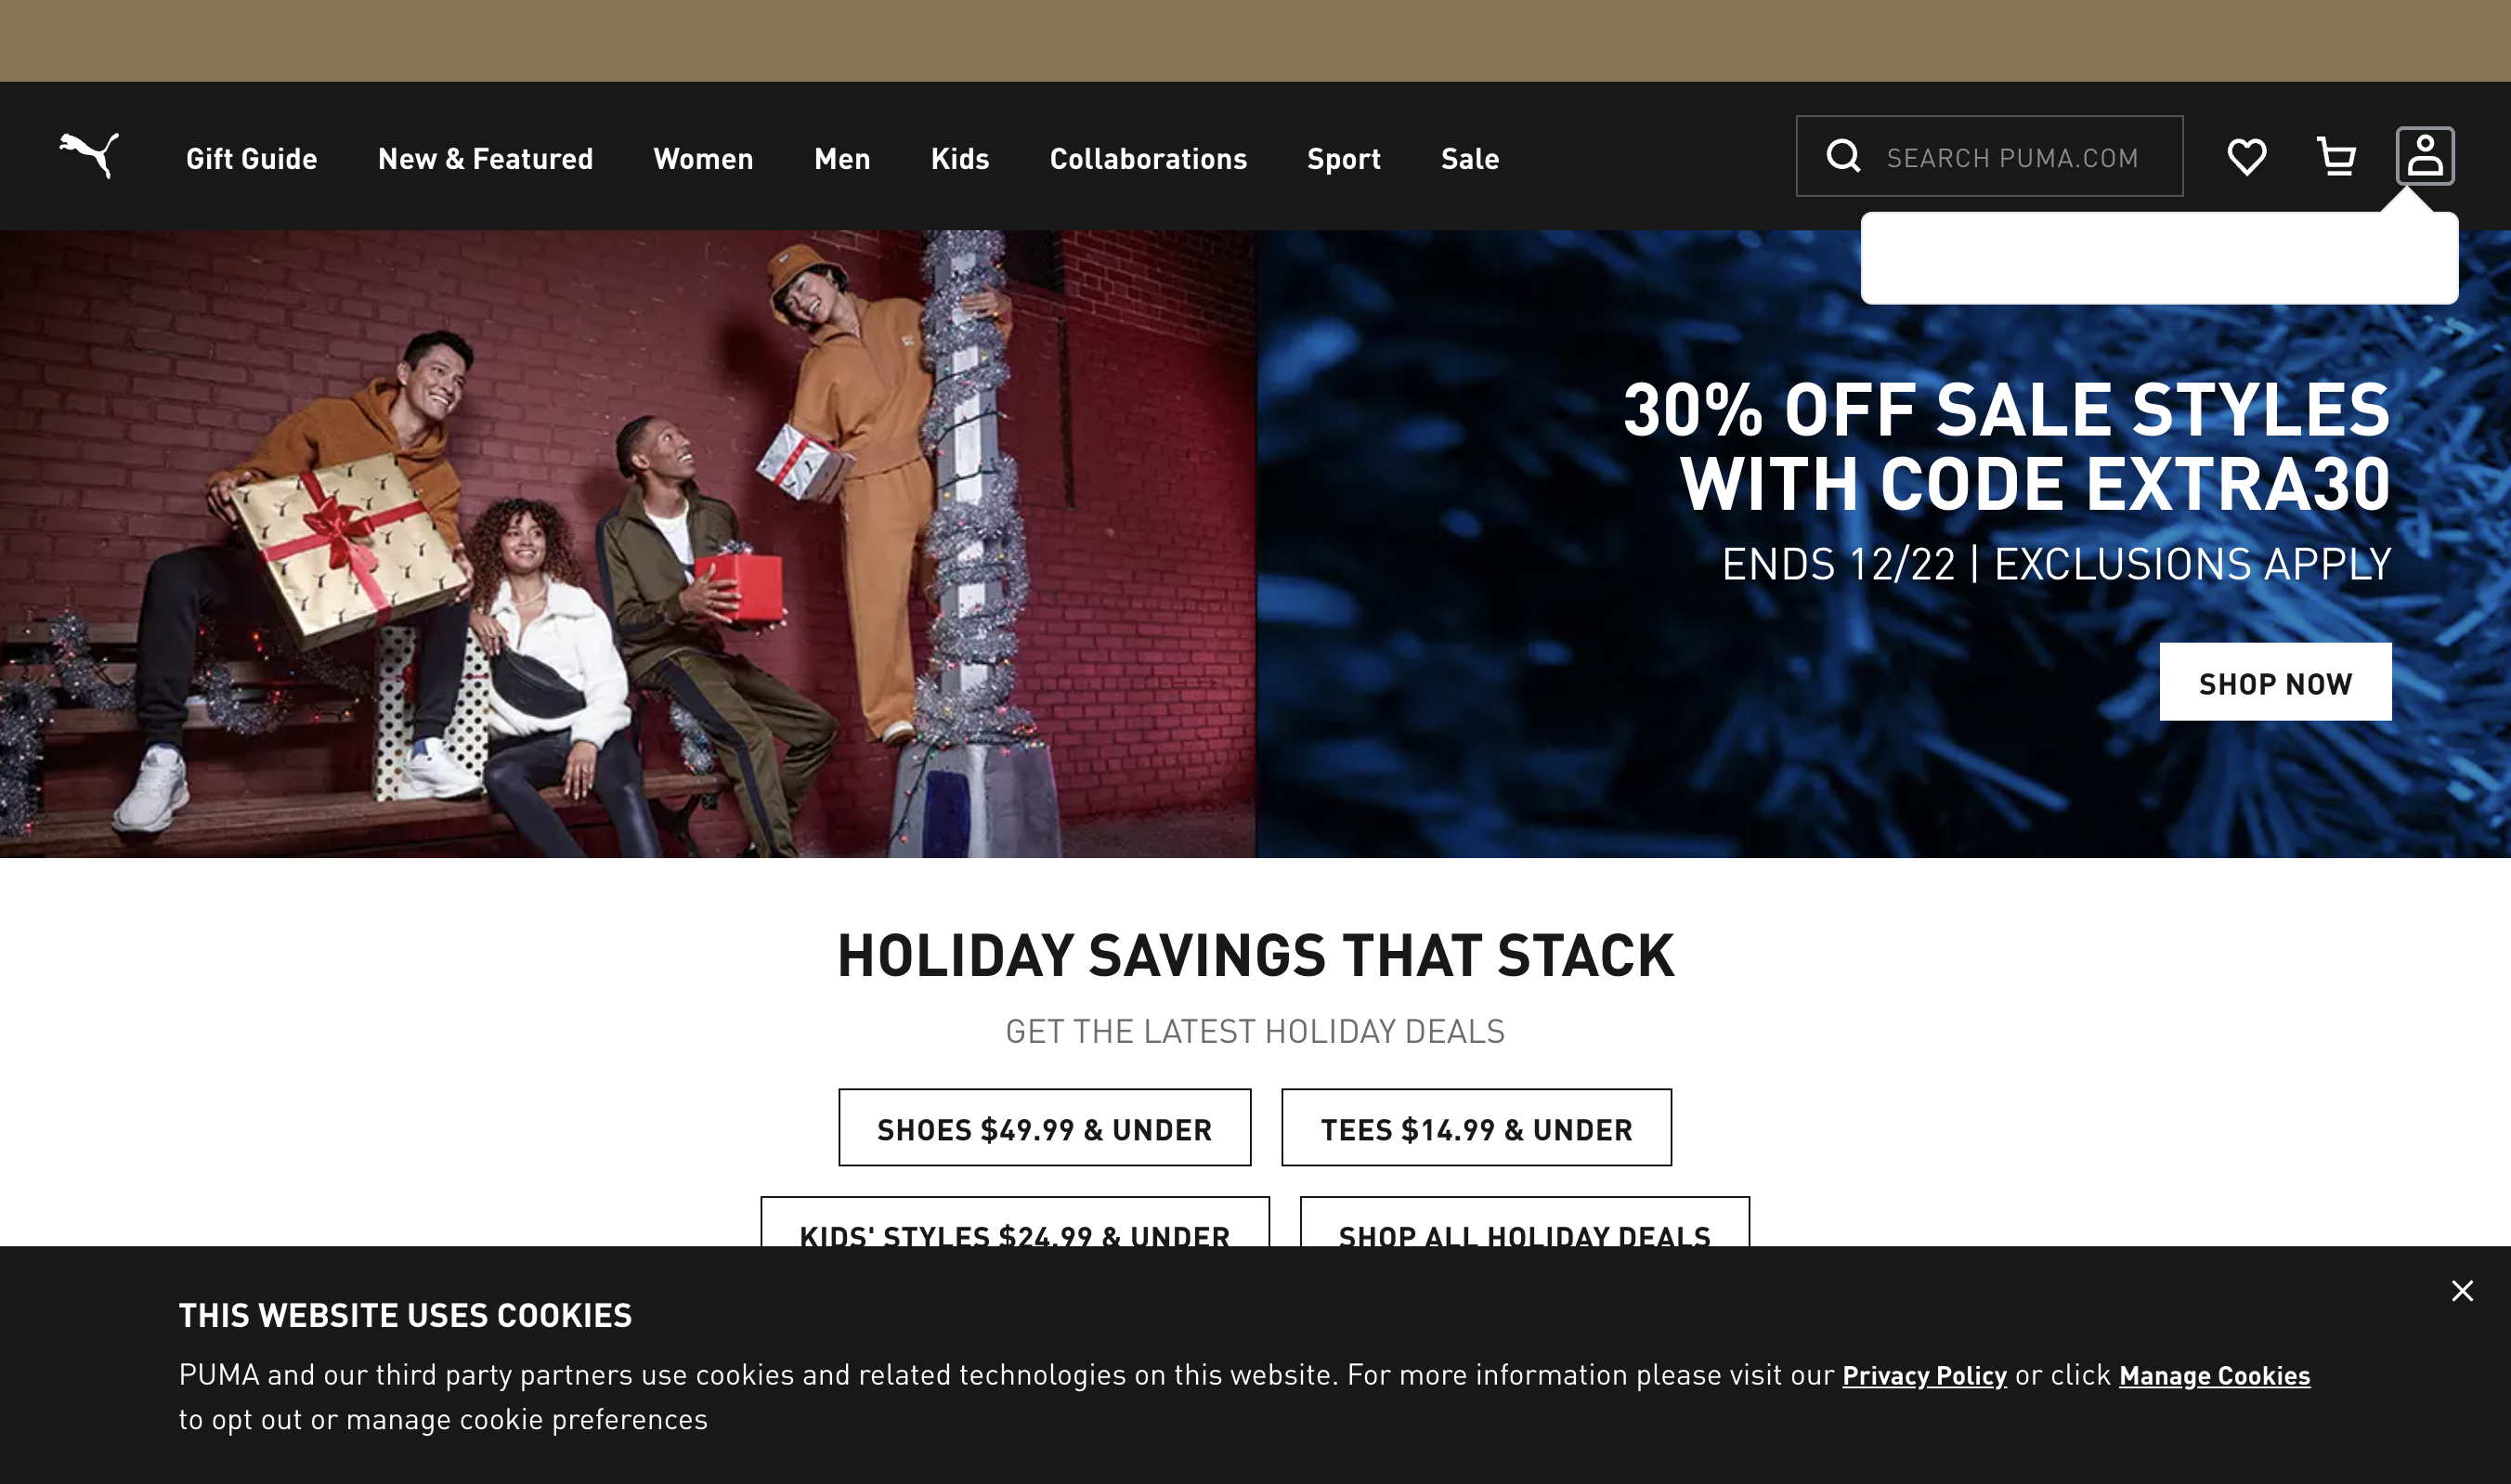 Gift Guide New & Featured Women Men Kids Collaborations Sport Sale SEARCH PUMA.COM
30% OFF SALE STYLES
WITH CODE EXTRA30
ENDS 12/22 | EXCLUSIONS APPLY
SHOP NOW
HOLIDAY SAVINGS THAT STACK
GET THE LATEST HOLIDAY DEALS
SHOES $49.99 & UNDER TEES $14.99 & UNDER
KIDS' STYLES $24.99 & UNDER SHOP ALL HOLIDAY DEALS
THIS WEBSITE USES COOKIES
PUMA and our third party partners use cookies and related technologies on this website. For more information please visit our Privacy Policy or click Manage Cookies
to opt out or manage cookie preferences